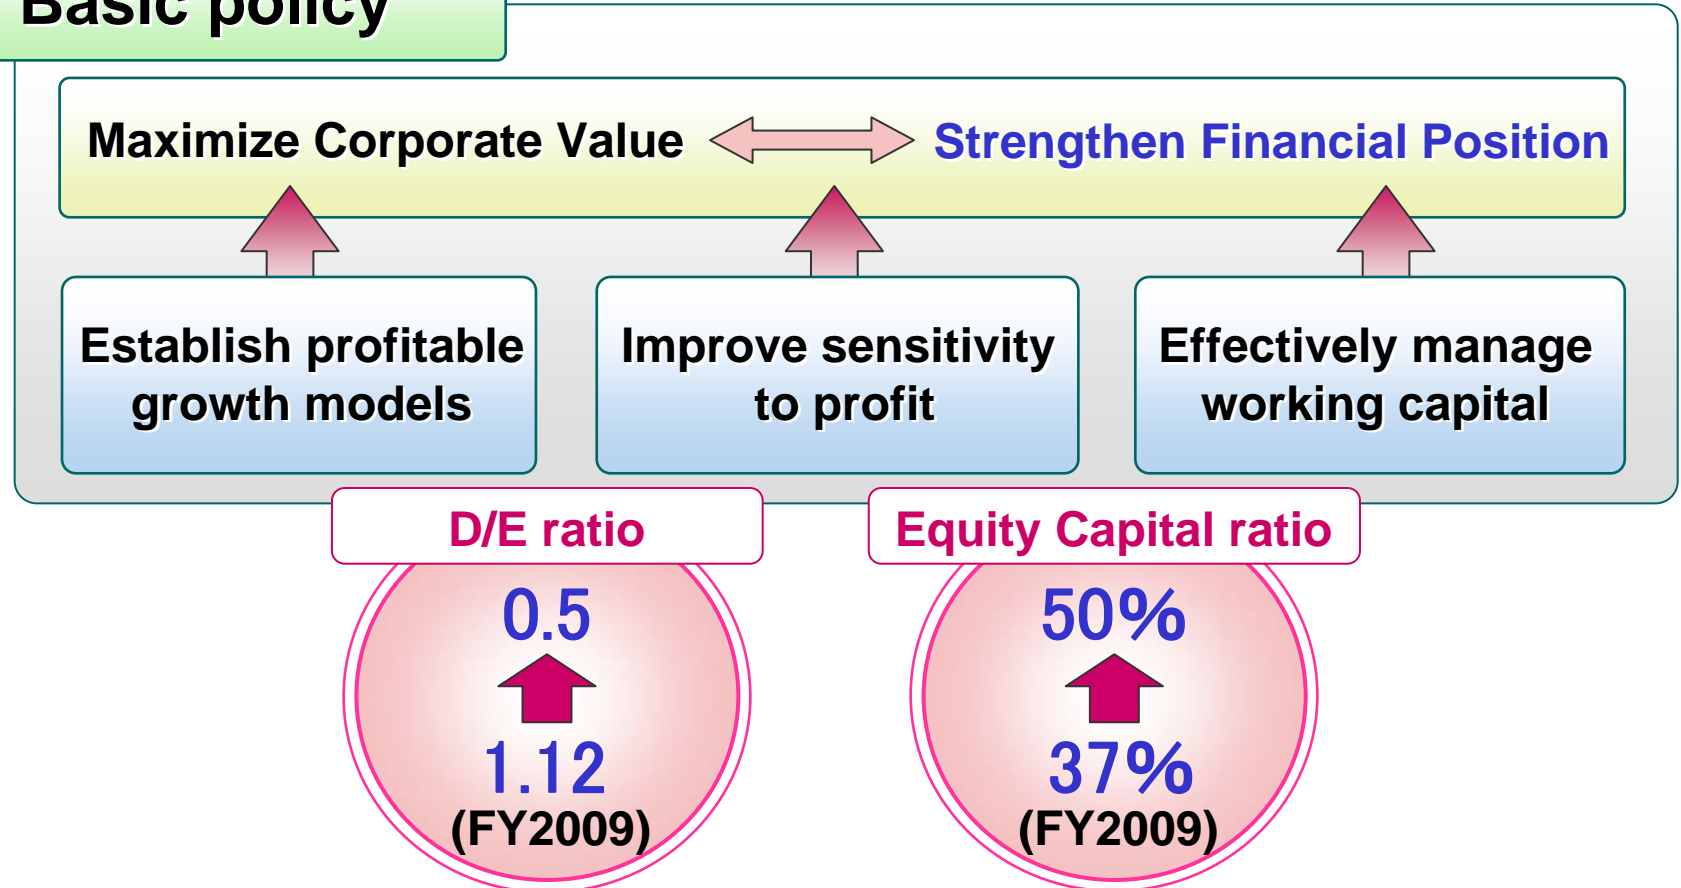 Basic policy
Maximize Corporate Value
Strengthen Financial Position
Establish profitable
growth models
Improve sensitivity
to profit
Effectively manage
working capital
D/E ratio
0.5
1.12
(FY2009)
Equity Capital ratio
50%
37%
(FY2009)